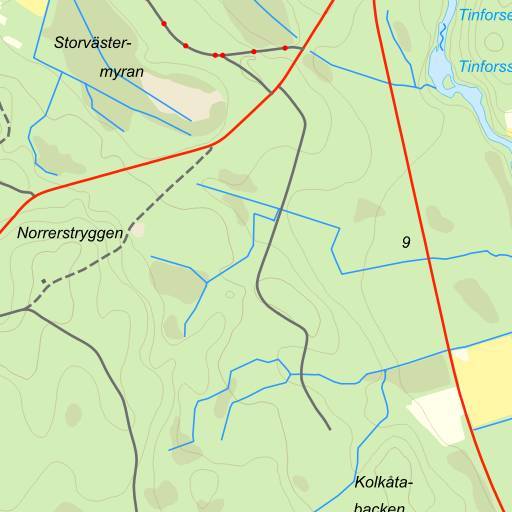 Tinforse
Storväster-
myran
Tinforss
Norrerstryggen
9
Kolkåta-
backen